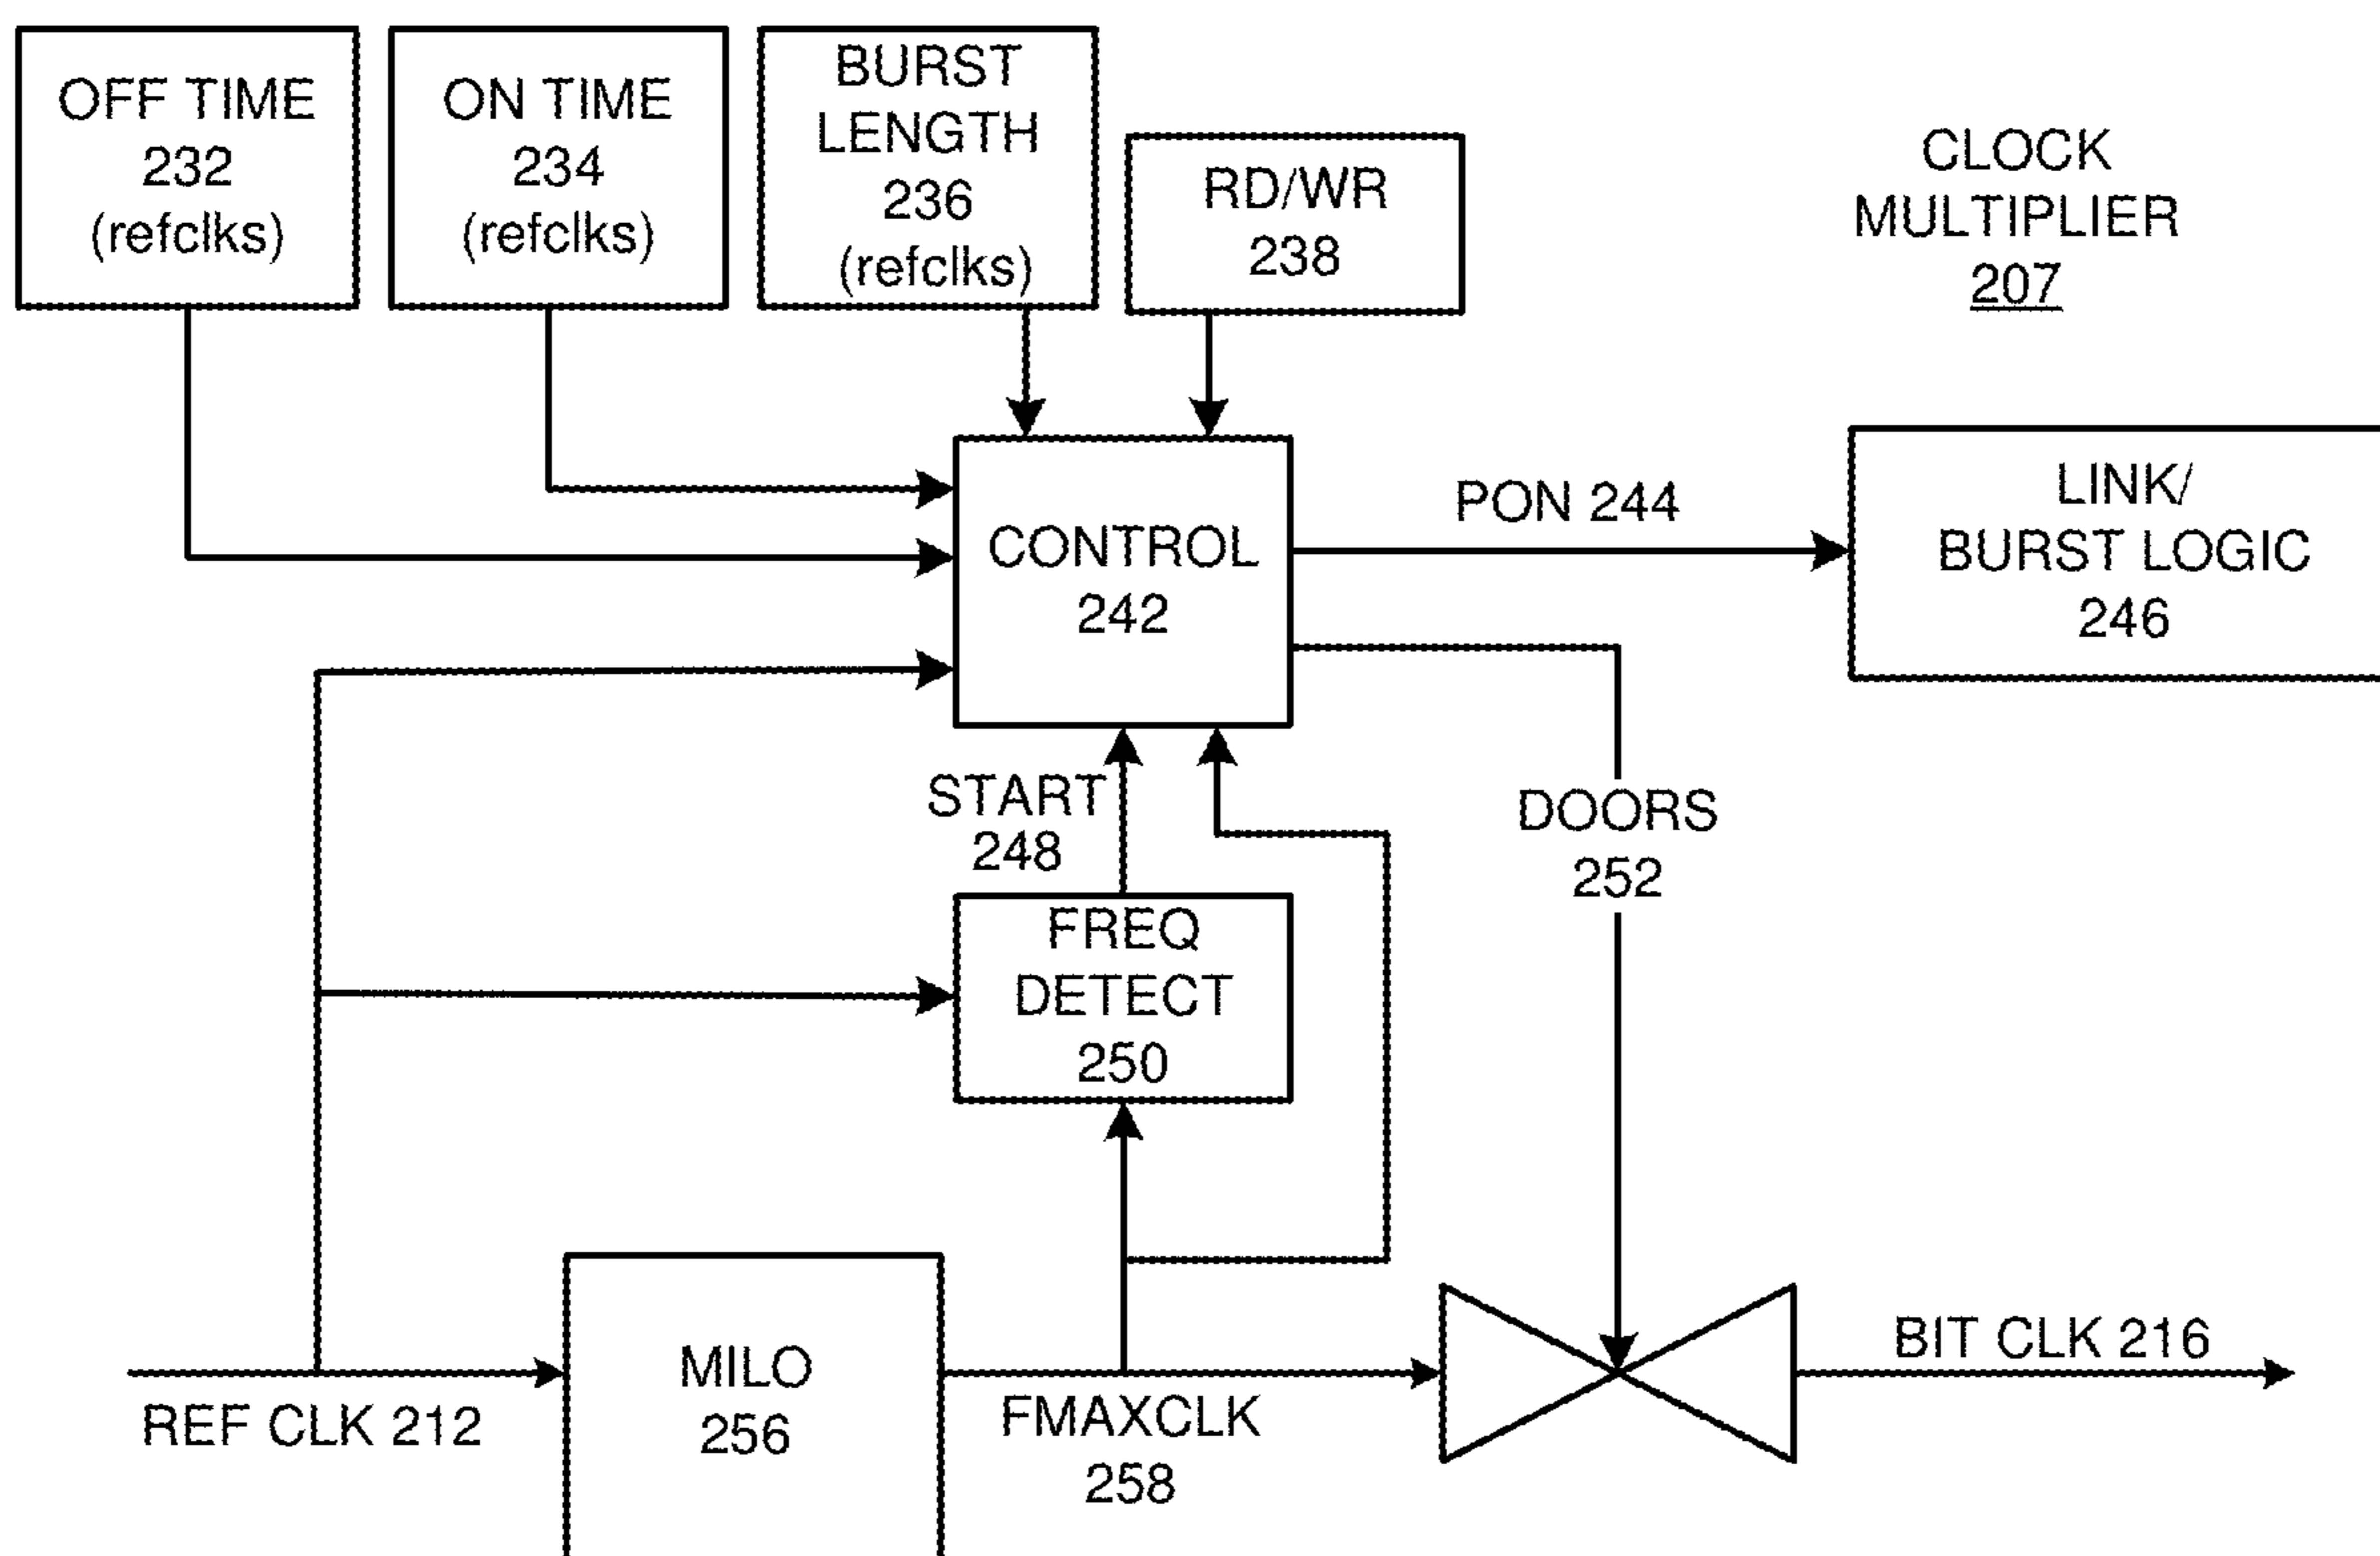 OFF TIME
232
(refclks)
ON TIME
234
(refclks)
BURST
LENGTH
236
(refclks)
RD/WR
238
CLOCK
MULTIPLIER
207
CONTROL
242
PON 244
LINK/
BURST LOGIC
246
START
248
DOORS
252
FREQ
DETECT
250
MILO
256
REF CLK 212
FMAXCLK
258
BIT CLK 216